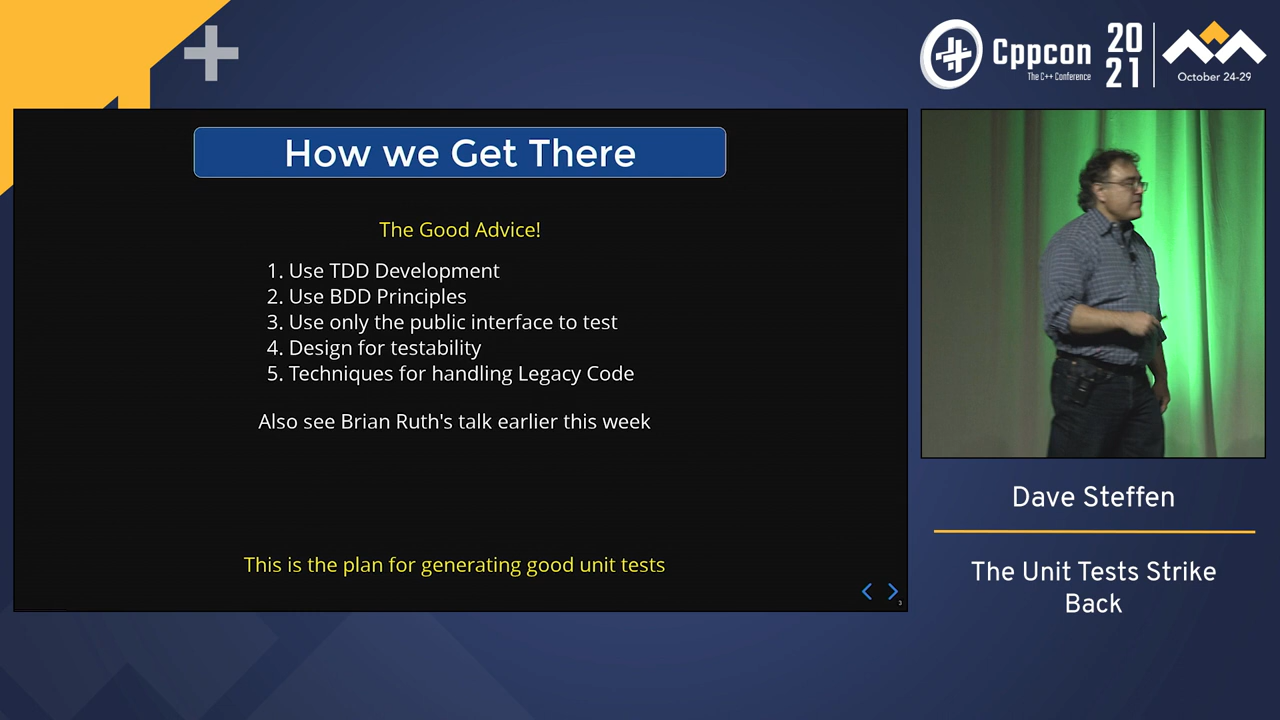 Cppcon
The C++ Conference
20
21
October 24-29
How we Get There
The Good Advice!
1. Use TDD Development
2. Use BDD Principles
3. Use only the public interface to test
4. Design for testability
5. Techniques for handling Legacy Code
Also see Brian Ruth's talk earlier this week
This is the plan for generating good unit tests
3
Dave Steffen
The Unit Tests Strike
Back